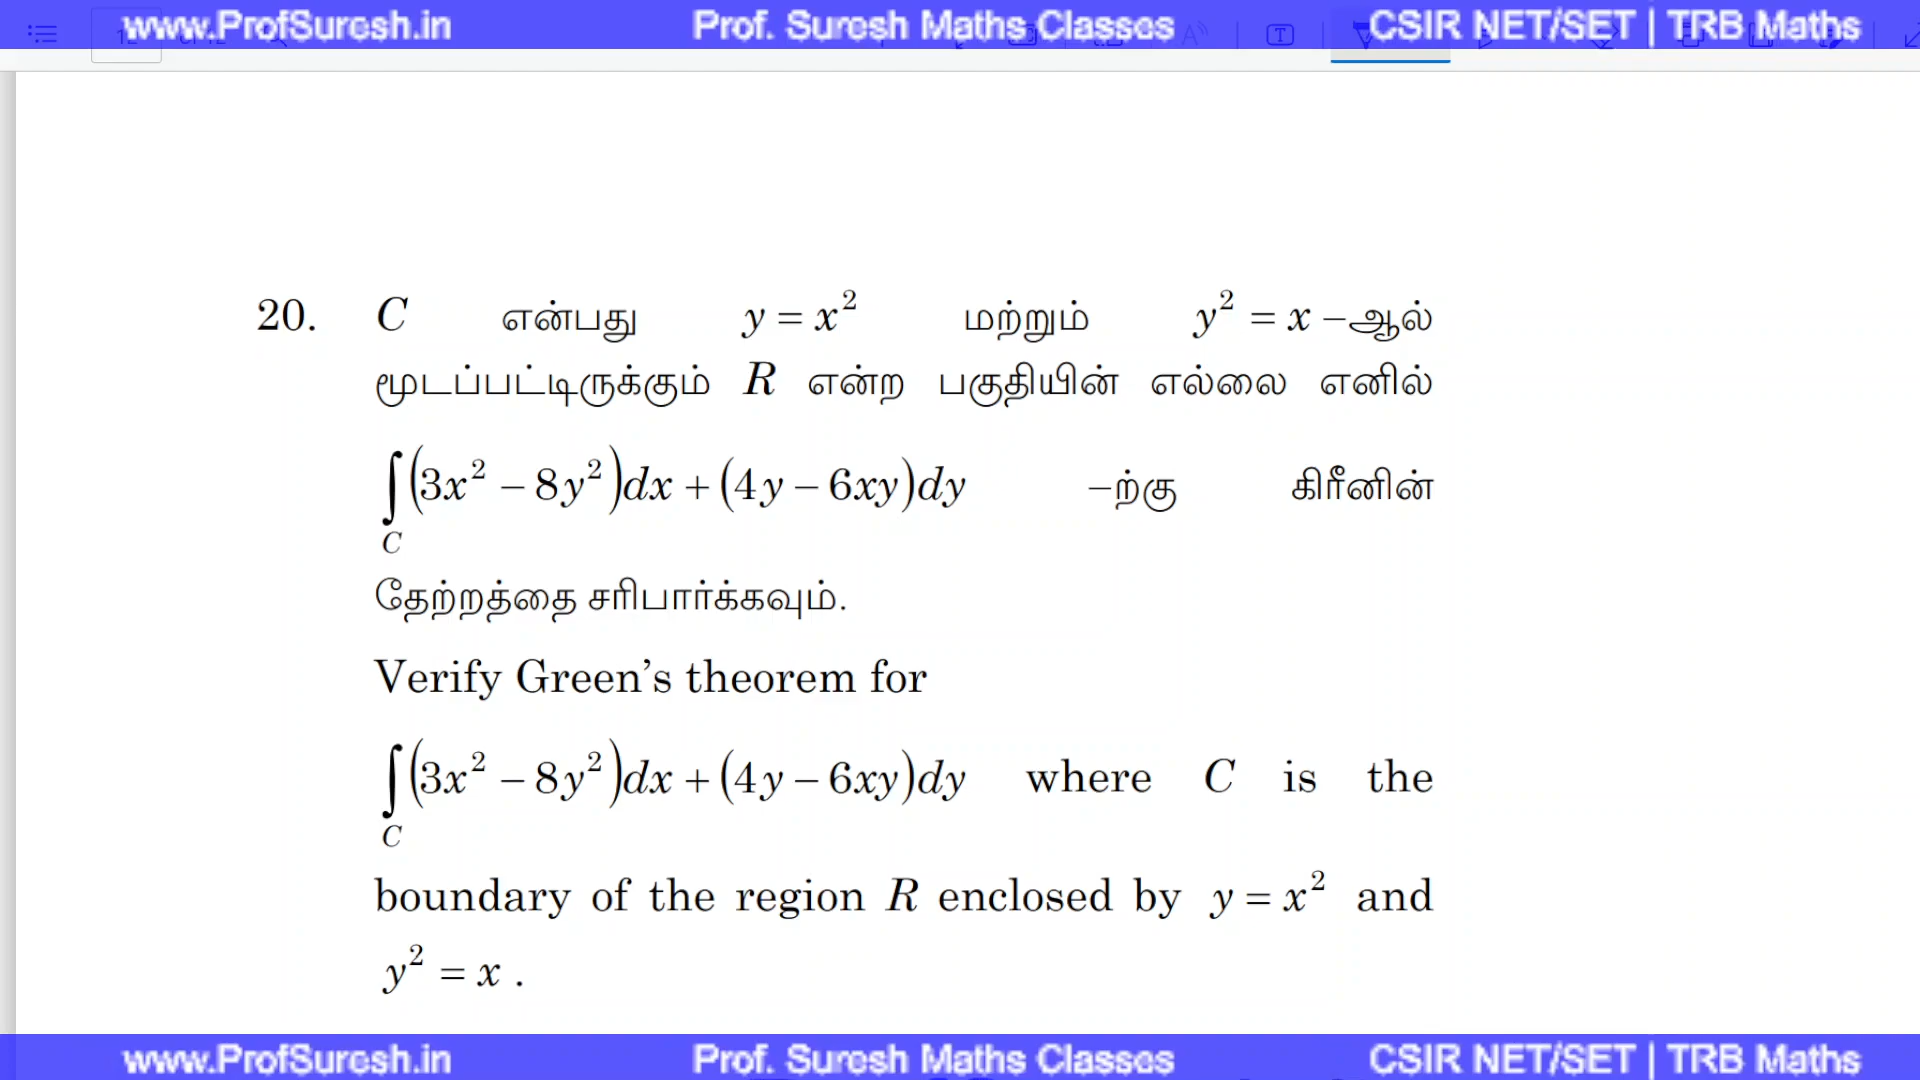 www.ProfSuresh.in Prof. Suresh Maths Classes CSIR NET/SET | TRB Maths
20. C என்பது y = x² மற்றும் y² = x –ஆல்
மூடப்பட்டிருக்கும் R என்ற பகுதியின் எல்லை எனில்
∫(3x² – 8y²)dx + (4y – 6xy)dy –ற்கு கிரீனின்
C
தேற்றத்தை சரிபார்க்கவும்.
Verify Green’s theorem for
∫(3x² – 8y²)dx + (4y – 6xy)dy where C is the
C
boundary of the region R enclosed by y = x² and
y² = x .
www.ProfSuresh.in Prof. Suresh Maths Classes CSIR NET/SET | TRB Maths